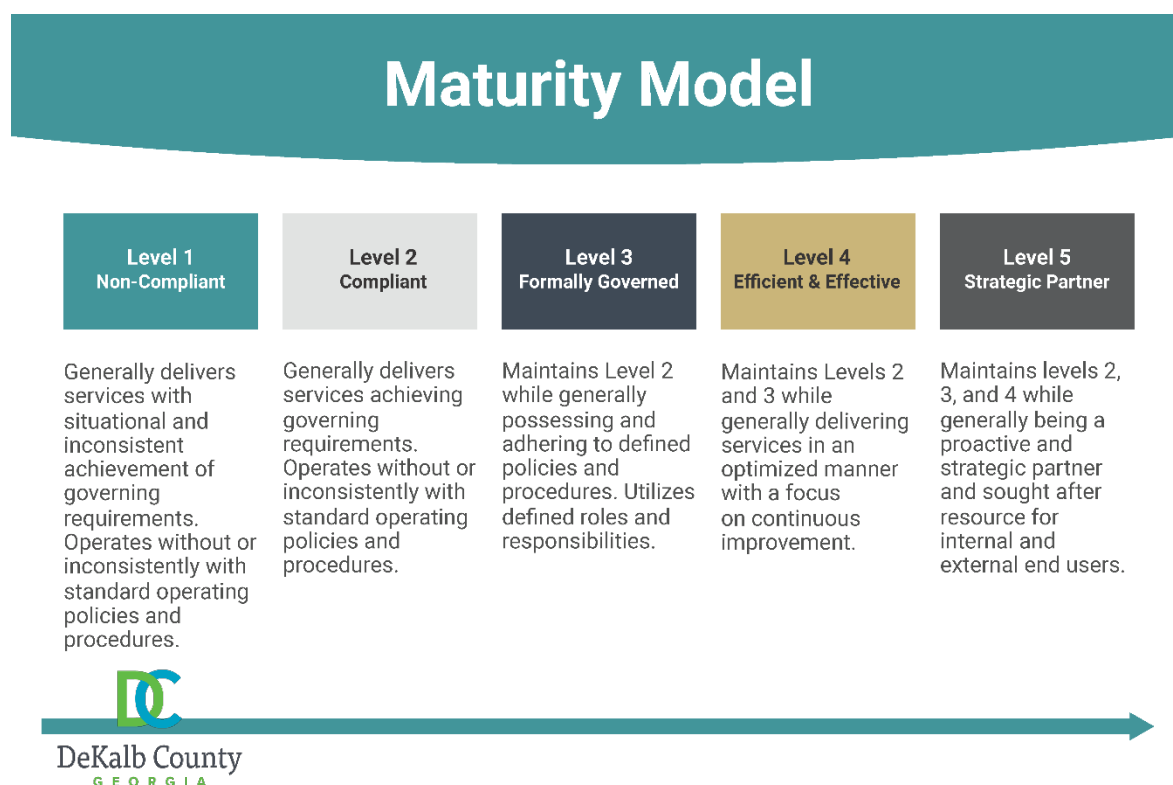 Maturity Model
Level 1
Non-Compliant
Generally delivers
services with
situational and
inconsistent
achievement of
governing
requirements.
Operates without or
inconsistently with
standard operating
policies and
procedures.
Level 2
Compliant
Generally delivers
services achieving
governing
requirements.
Operates without or
inconsistently with
standard operating
policies and
procedures.
Level 3
Formally Governed
Maintains Level 2
while generally
possessing and
adhering to defined
policies and
procedures. Utilizes
defined roles and
responsibilities.
Level 4
Efficient & Effective
Maintains Levels 2
and 3 while
generally delivering
services in an
optimized manner
with a focus
on continuous
improvement.
Level 5
Strategic Partner
Maintains levels 2,
3, and 4 while
generally being a
proactive and
strategic partner
and sought after
resource for
internal and
external end users.
DC
DeKalb County
GEORGIA